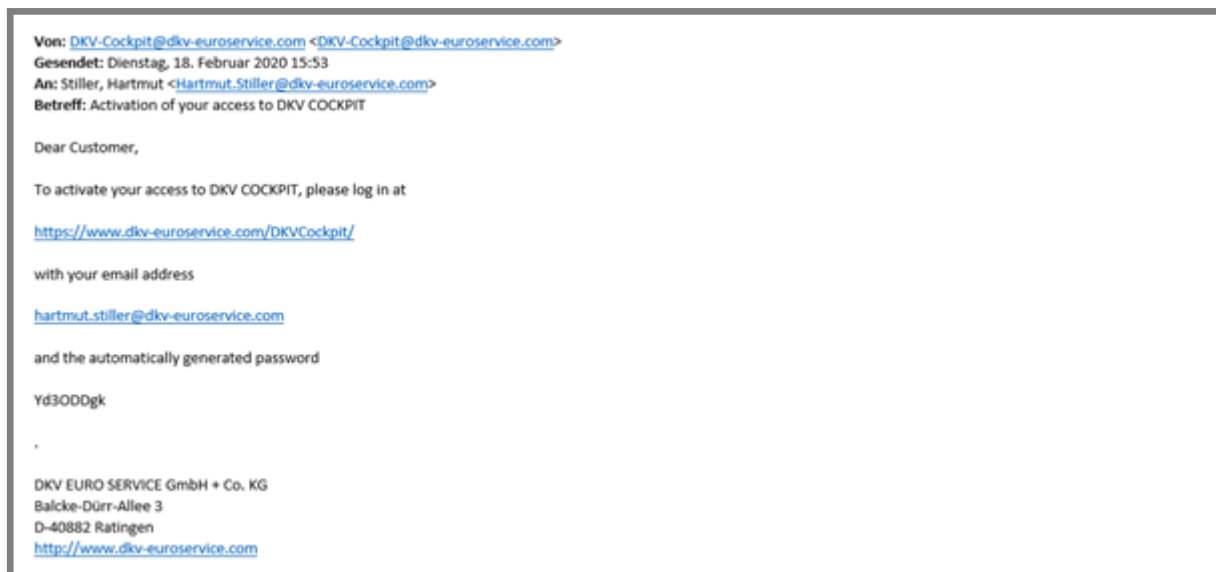 Von: DKV-Cockpit@dkv-euroservice.com <DKV-Cockpit@dkv-euroservice.com>
Gesendet: Dienstag, 18. Februar 2020 15:53
An: Stiller, Hartmut <Hartmut.Stiller@dkv-euroservice.com>
Betreff: Activation of your access to DKV COCKPIT
Dear Customer,
To activate your access to DKV COCKPIT, please log in at
https://www.dkv-euroservice.com/DKVCockpit/
with your email address
hartmut.stiller@dkv-euroservice.com
and the automatically generated password
Yd3ODDgk
.
DKV EURO SERVICE GmbH + Co. KG
Balcke-Dürr-Allee 3
D-40882 Ratingen
http://www.dkv-euroservice.com